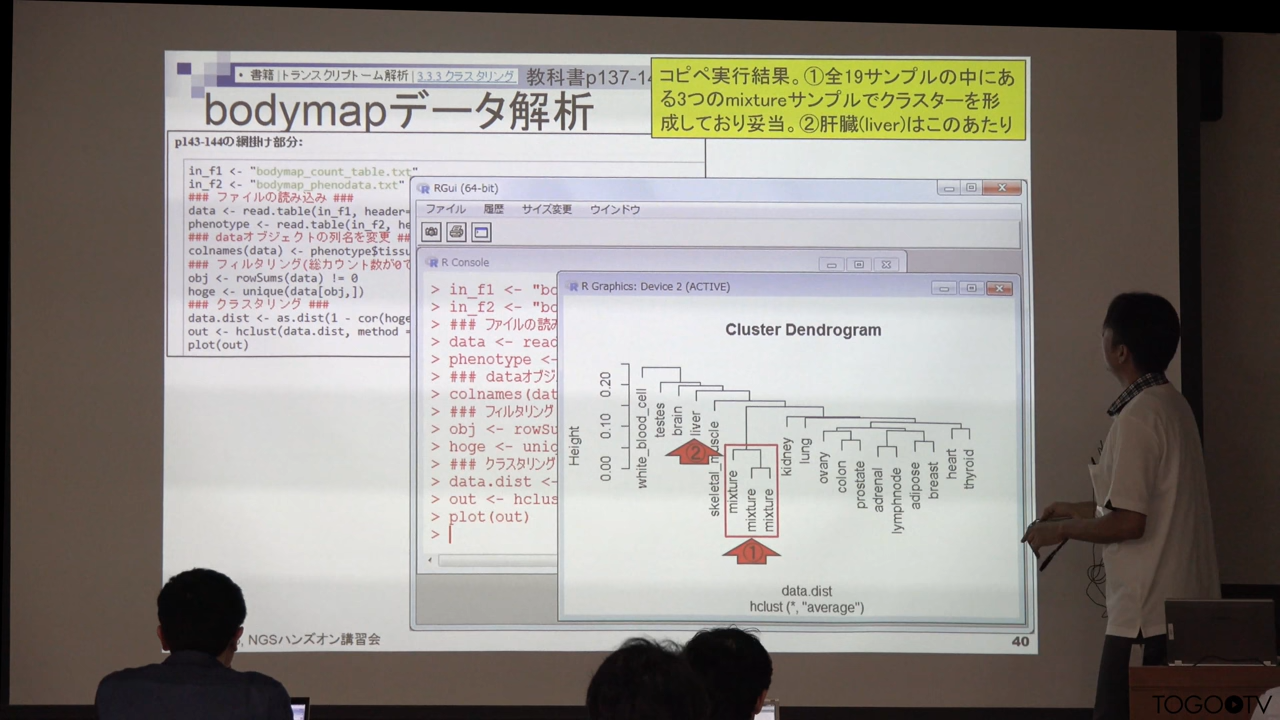 ・書籍|トランスクリプトーム解析|3.3.3 クラスタリング
教科書p137-14
bodymapデータ解析
コピペ実行結果。①全19サンプルの中にあ
る3つのmixtureサンプルでクラスターを形
成しており妥当。②肝臓(liver)はこのあたり
p143-144の網掛け部分:
in_f1 <- "bodymap_count_table.txt"
in_f2 <- "bodymap_phenodata.txt"
### ファイルの読み込み ###
data <- read.table(in_f1, header=
phenotype <- read.table(in_f2, he
### dataオブジェクトの列名を変更 ##
colnames(data) <- phenotype$tissu
### フィルタリング(総カウント数が0で
obj <- rowSums(data) != 0
hoge <- unique(data[obj,])
### クラスタリング ###
data.dist <- as.dist(1 - cor(hoge
out <- hclust(data.dist, method =
plot(out)
RGui (64-bit)
ファイル 履歴 サイズ変更 ウインドウ
R Console
> in_f1 <- "bo
> in_f2 <- "bo
> ### ファイルの読み
> data <- read
> phenotype <-
> ### dataオブジ
> colnames(dat
> ### フィルタリング
> obj <- rowSu
> hoge <- uniq
> ### クラスタリング
> data.dist <-
> out <- hclus
> plot(out)
>
R Graphics: Device 2 (ACTIVE)
Cluster Dendrogram
Height
0.00 0.10 0.20
white_blood_cell
testes
brain
liver
skeletal_muscle
mixture
mixture
mixture
kidney
lung
ovary
colon
prostate
adrenal
lymphnode
adipose
breast
heart
thyroid
②
①
data.dist
hclust (*, "average")
, NGSハンズオン講習会
40
TOGOTV